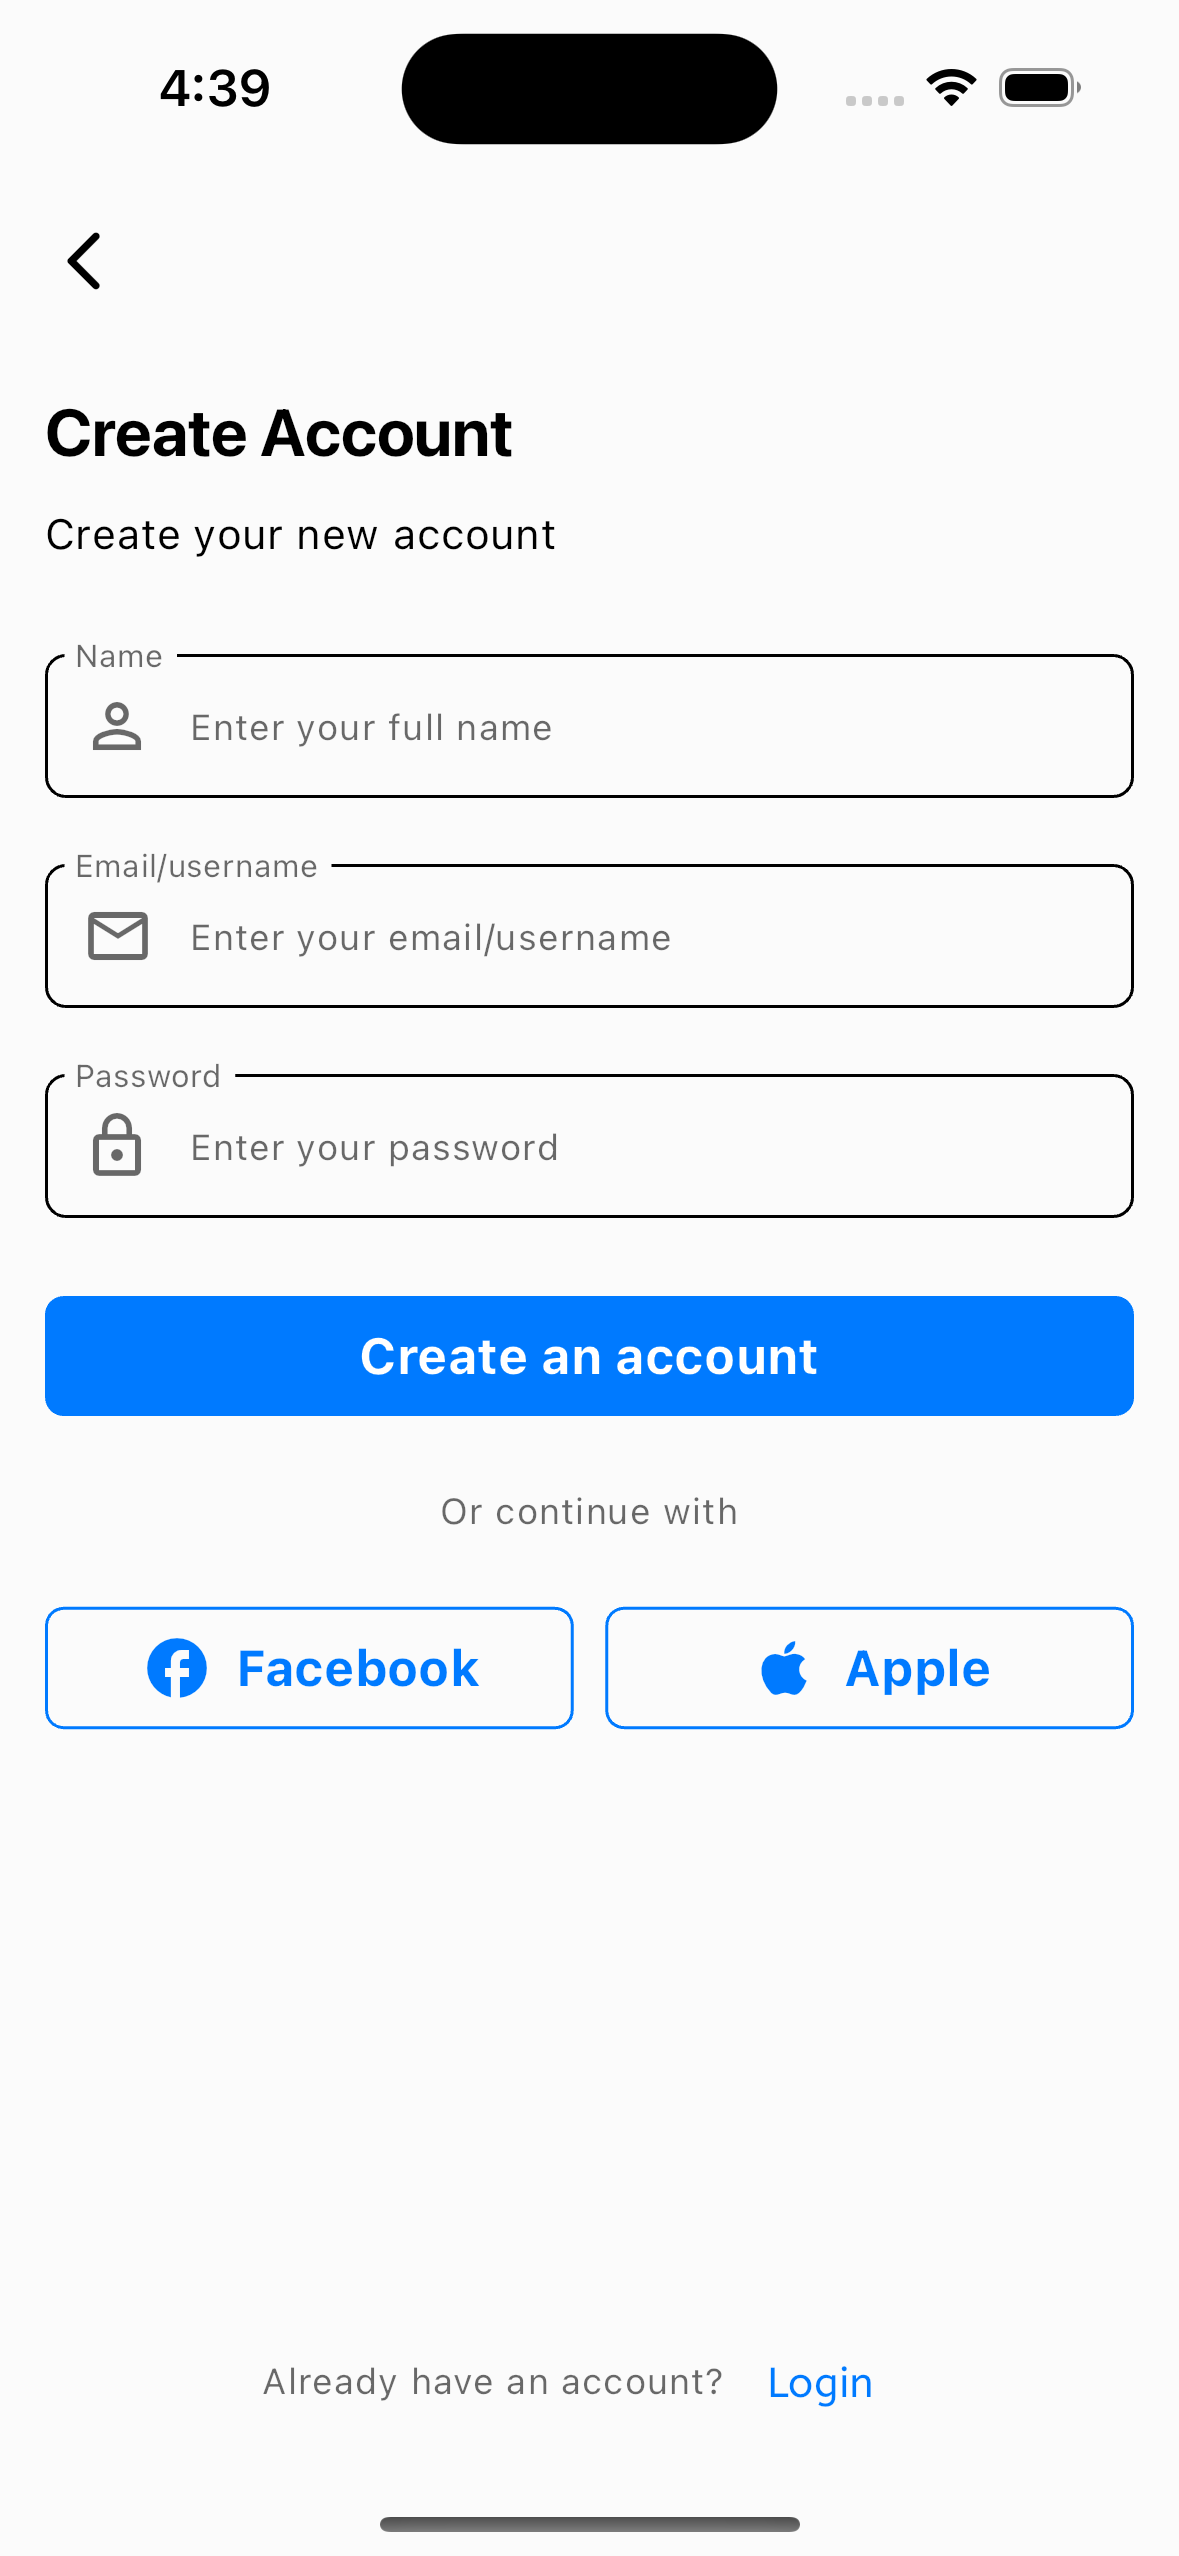 4:39
Create Account
Create your new account
Name
Enter your full name
Email/username
Enter your email/username
Password
Enter your password
Create an account
Or continue with
Facebook
Apple
Already have an account? Login